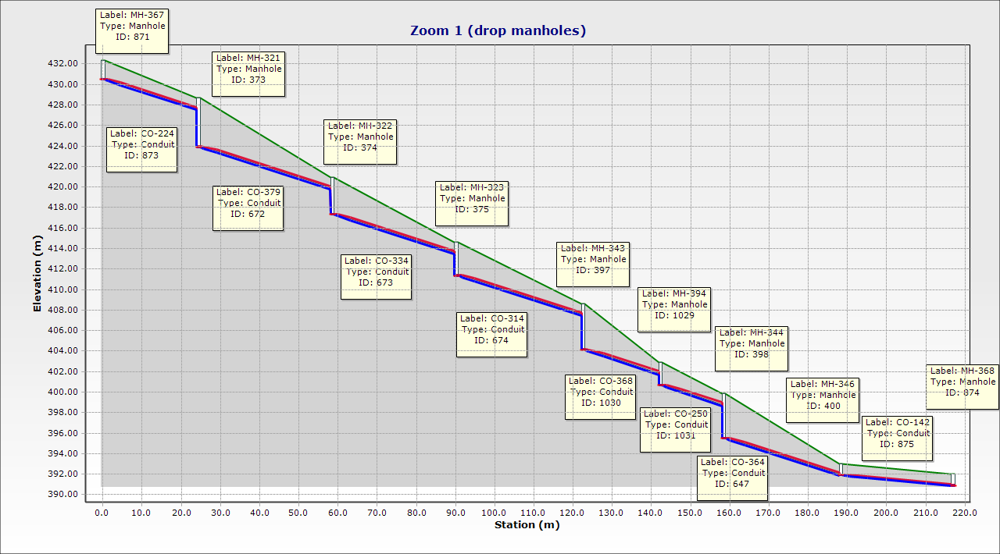 Zoom 1 (drop manholes)
Label: MH-367
Type: Manhole
ID: 871
Label: MH-321
Type: Manhole
ID: 373
Label: MH-322
Type: Manhole
ID: 374
Label: MH-323
Type: Manhole
ID: 375
Label: MH-343
Type: Manhole
ID: 397
Label: MH-394
Type: Manhole
ID: 1029
Label: MH-344
Type: Manhole
ID: 398
Label: MH-346
Type: Manhole
ID: 400
Label: MH-368
Type: Manhole
ID: 874
Label: CO-224
Type: Conduit
ID: 873
Label: CO-379
Type: Conduit
ID: 672
Label: CO-334
Type: Conduit
ID: 673
Label: CO-314
Type: Conduit
ID: 674
Label: CO-368
Type: Conduit
ID: 1030
Label: CO-250
Type: Conduit
ID: 1031
Label: CO-364
Type: Conduit
ID: 647
Label: CO-142
Type: Conduit
ID: 875
Elevation (m)
432.00
430.00
428.00
426.00
424.00
422.00
420.00
418.00
416.00
414.00
412.00
410.00
408.00
406.00
404.00
402.00
400.00
398.00
396.00
394.00
392.00
390.00
0.0 10.0 20.0 30.0 40.0 50.0 60.0 70.0 80.0 90.0 100.0 110.0 120.0 130.0 140.0 150.0 160.0 170.0 180.0 190.0 200.0 210.0 220.0
Station (m)